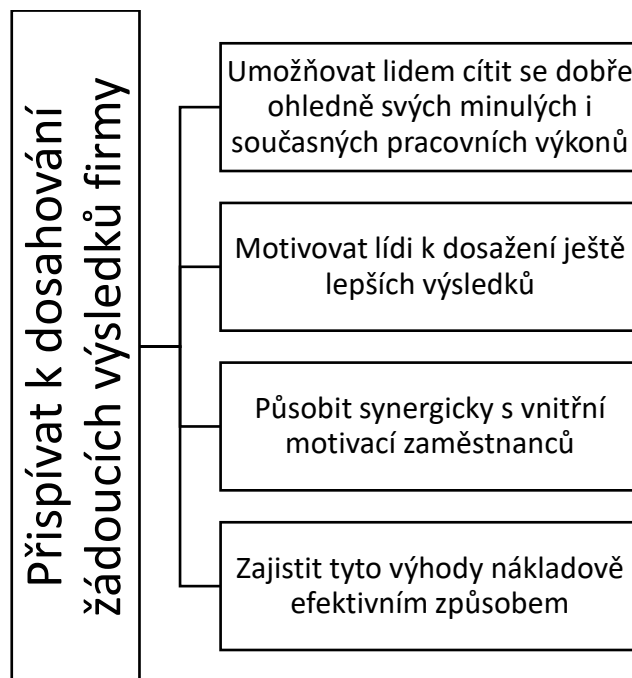 Přispívat k dosahování
žádoucích výsledků firmy
Umožňovat lidem cítit se dobře
ohledně svých minulých i
současných pracovních výkonů
Motivovat lídi k dosažení ještě
lepších výsledků
Působit synergicky s vnitřní
motivací zaměstnanců
Zajistit tyto výhody nákladově
efektivním způsobem